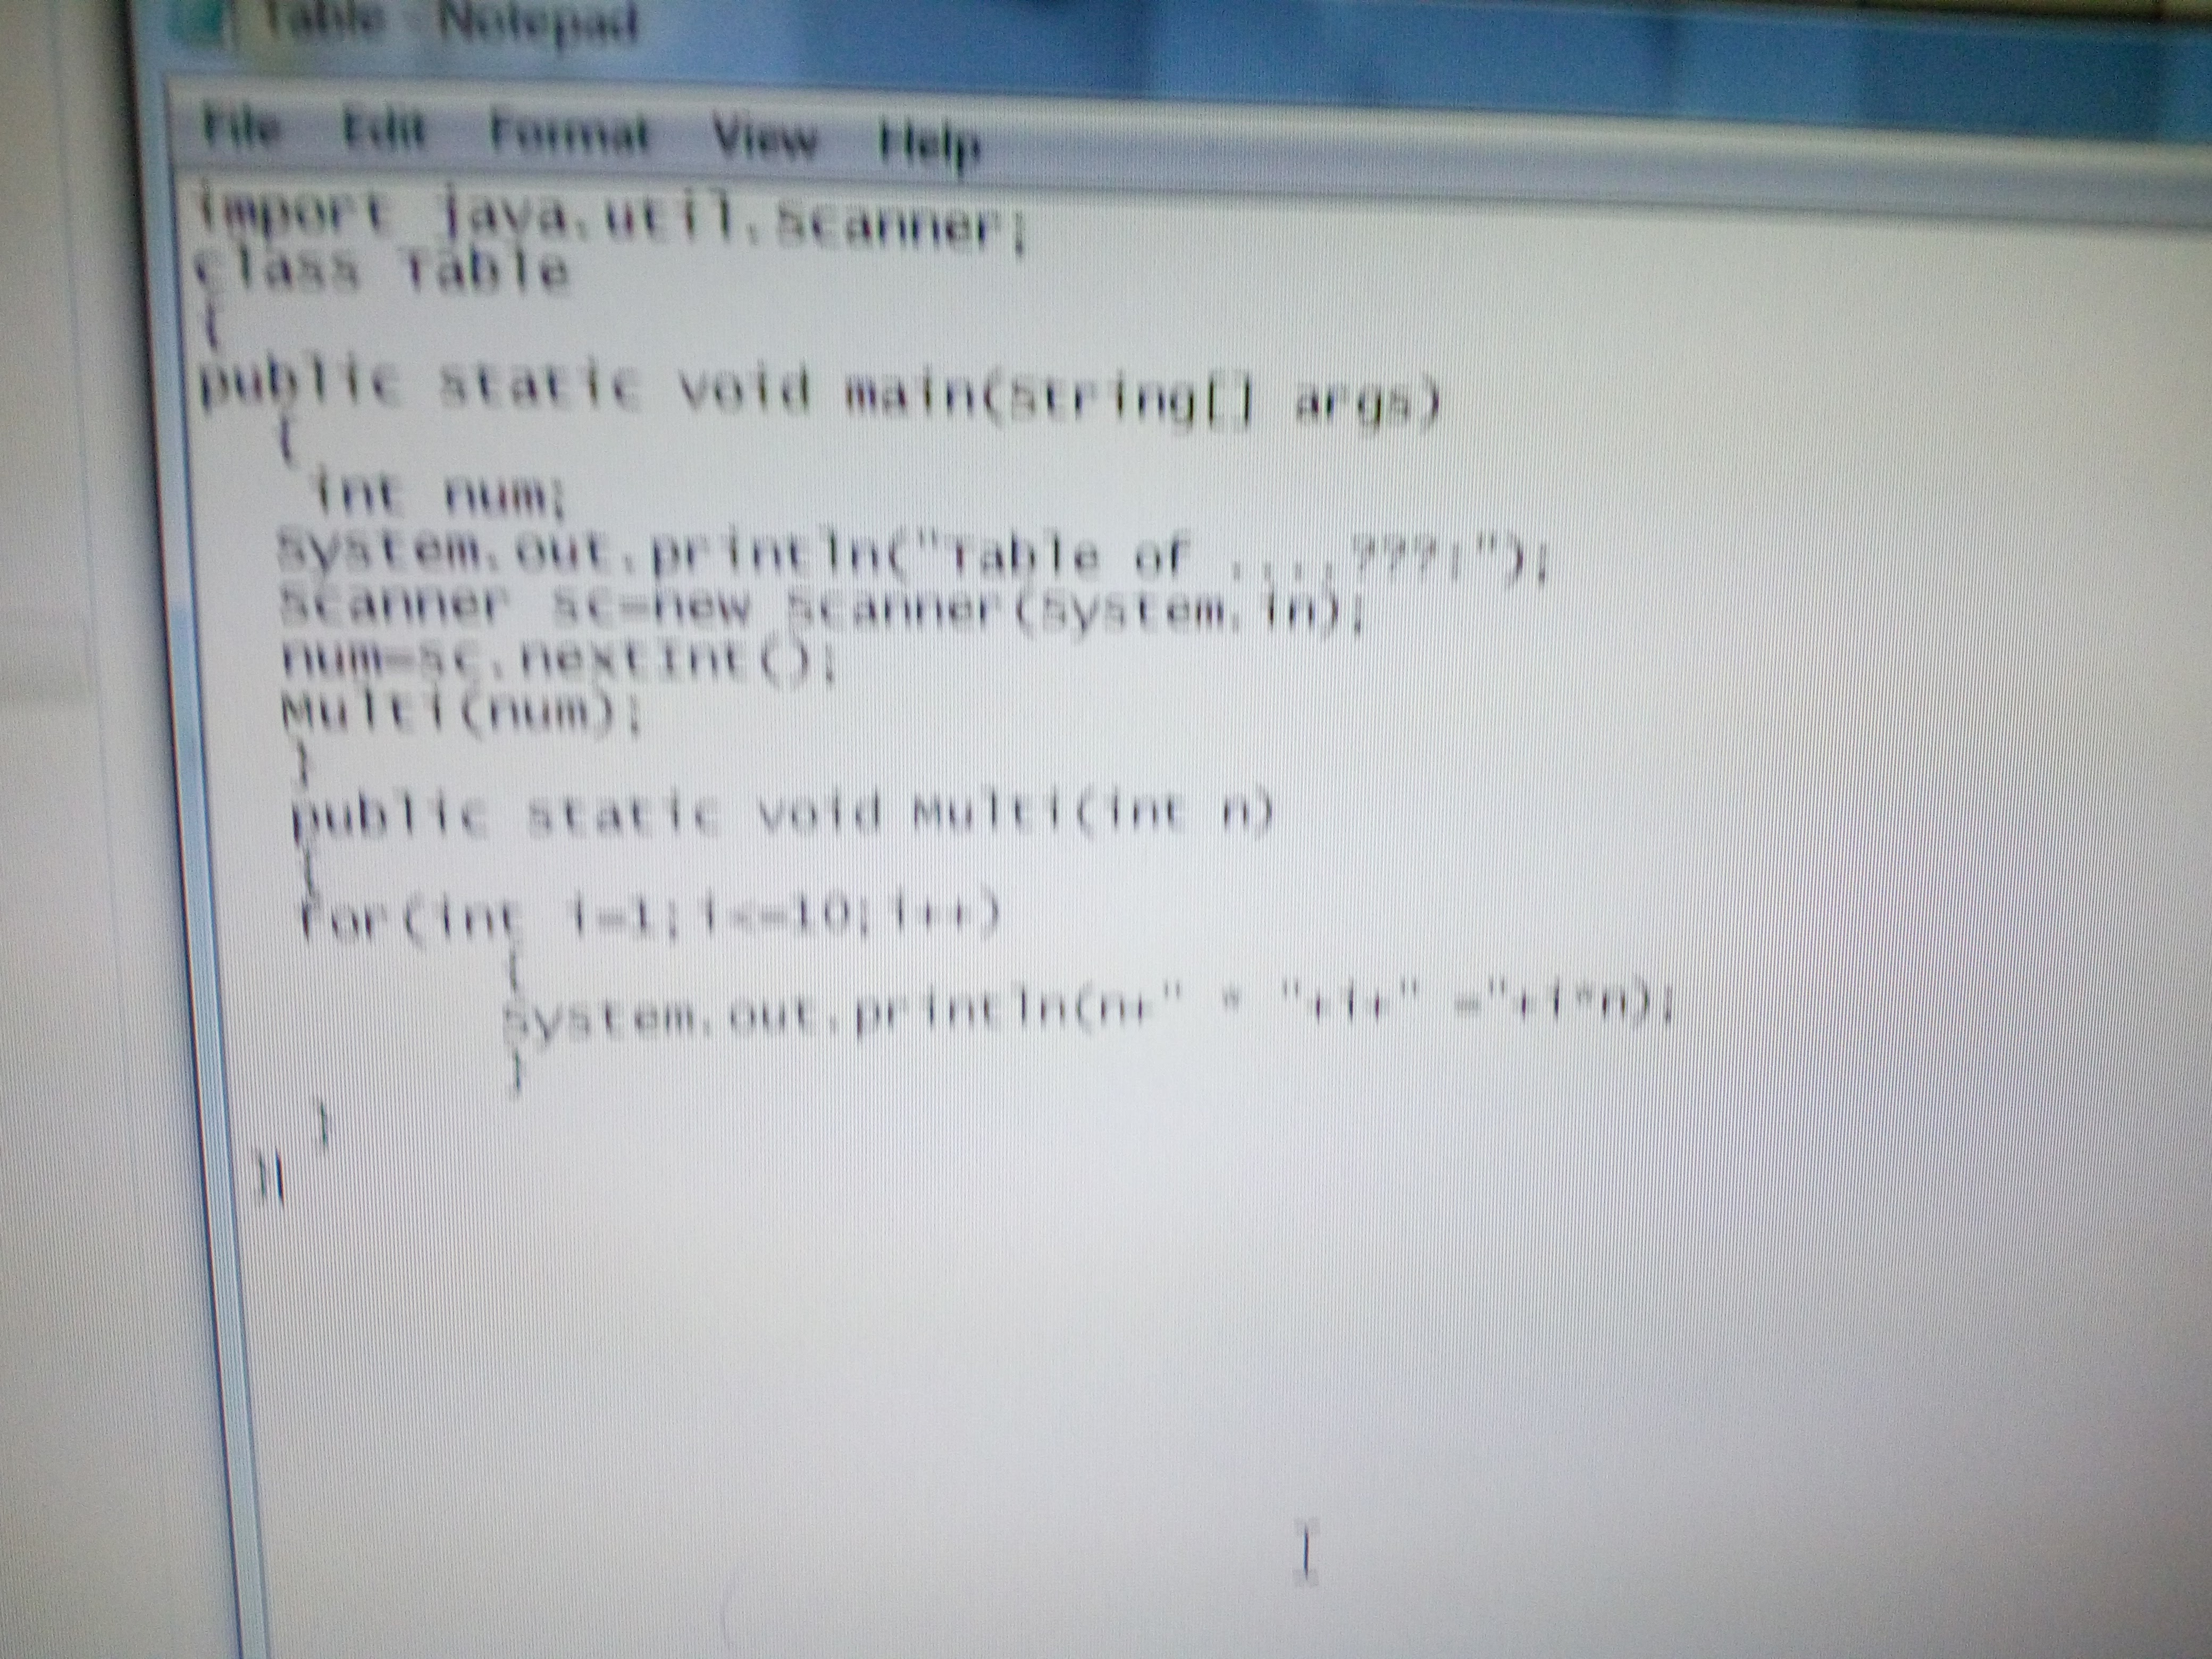 Table - Notepad
File Edit Format View Help
import java.util.Scanner;
class Table
{
public static void main(String[] args)
{
int num;
System.out.println("Table of ....???:");
Scanner sc=new Scanner(System.in);
num=sc.nextInt();
Multi(num);
}
public static void Multi(int n)
{
for(int i=1;i<=10;i++)
{
System.out.println(n+" * "+i+" ="+i*n);
}
}
}